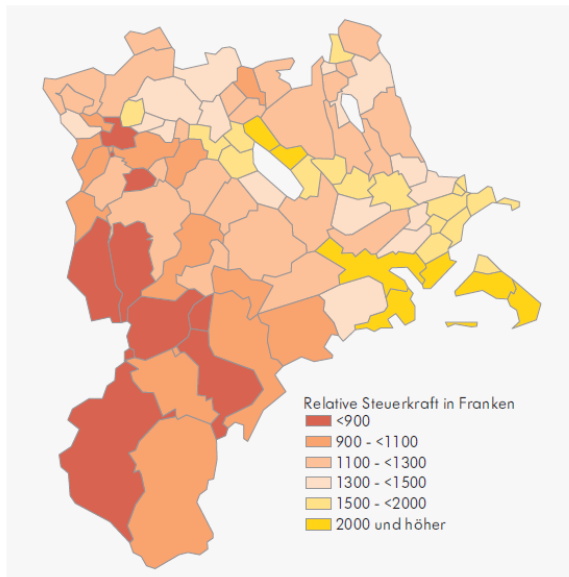 Relative Steuerkraft in Franken
<900
900 - <1100
1100 - <1300
1300 - <1500
1500 - <2000
2000 und höher